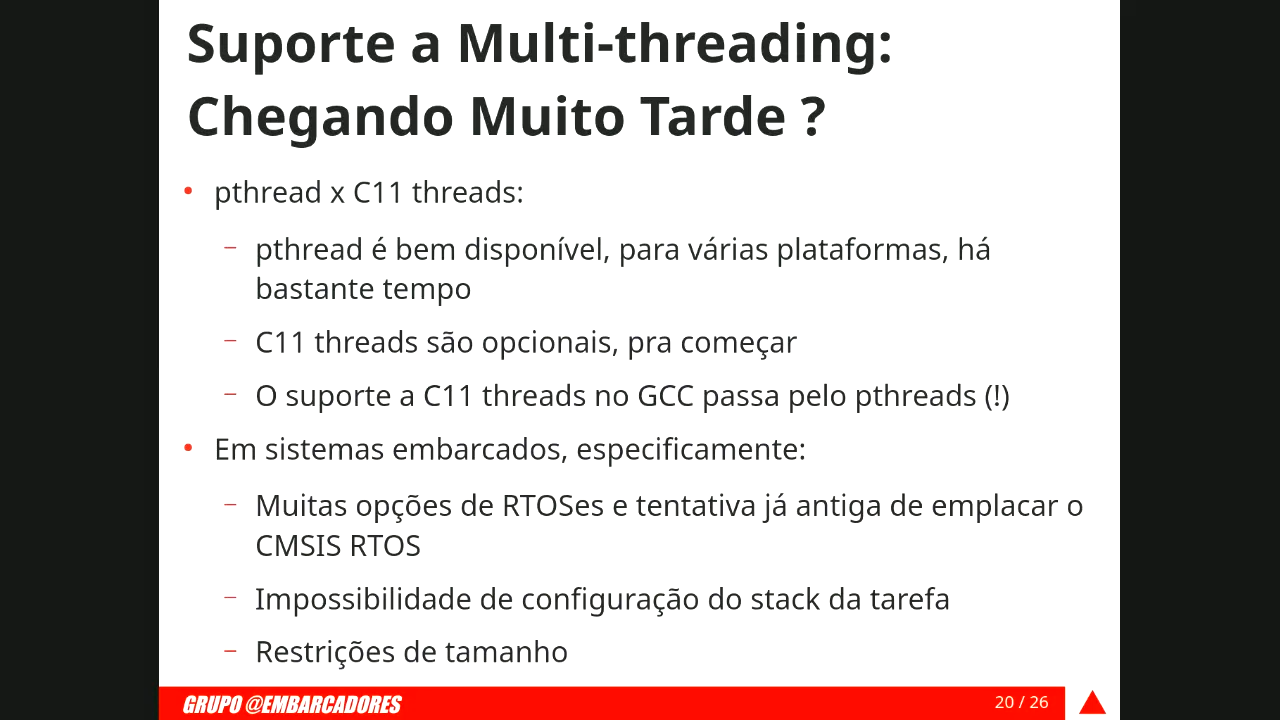 Suporte a Multi-threading:
Chegando Muito Tarde ?
• pthread x C11 threads:
– pthread é bem disponível, para várias plataformas, há
bastante tempo
– C11 threads são opcionais, pra começar
– O suporte a C11 threads no GCC passa pelo pthreads (!)
• Em sistemas embarcados, especificamente:
– Muitas opções de RTOSes e tentativa já antiga de emplacar o
CMSIS RTOS
– Impossibilidade de configuração do stack da tarefa
– Restrições de tamanho
GRUPO @EMBARCADORES
20 / 26